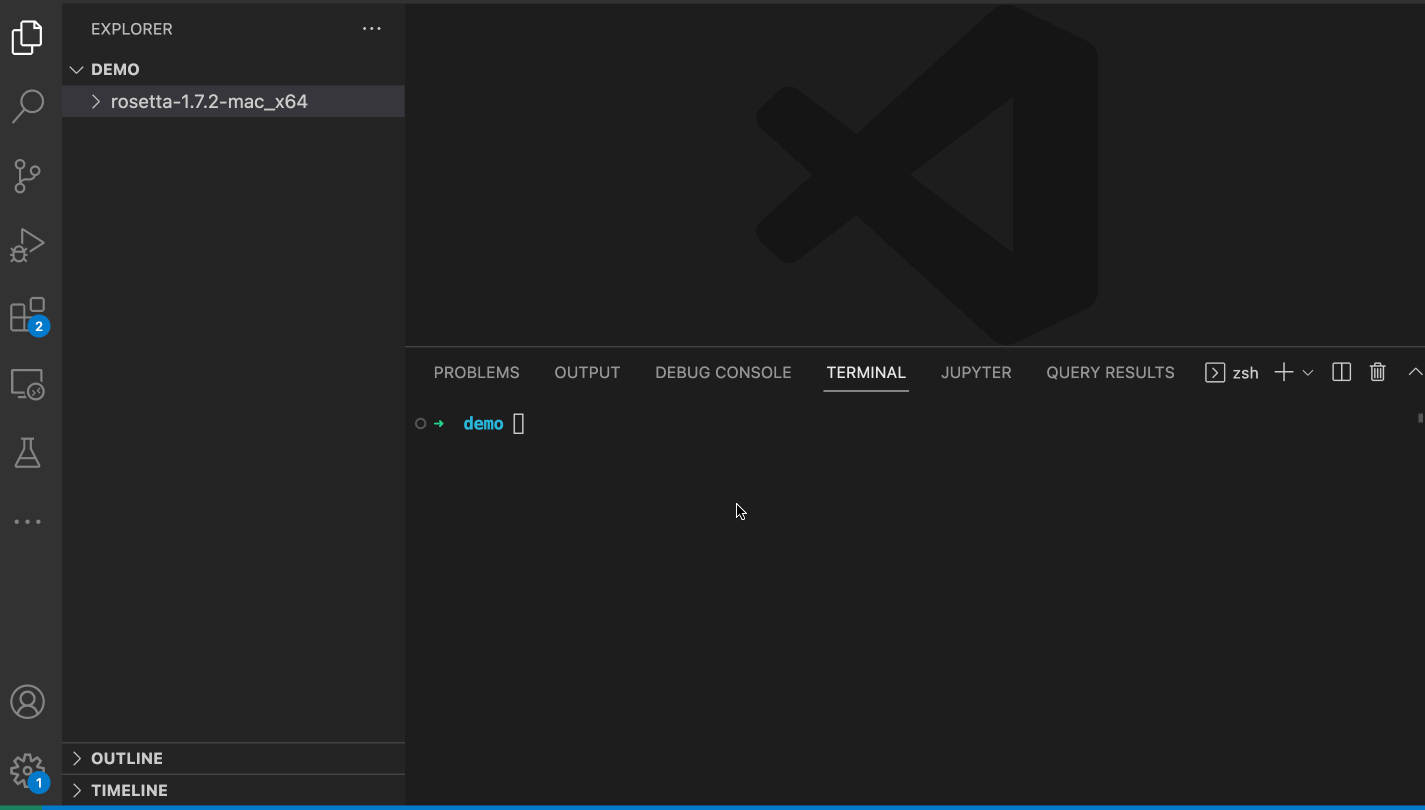 EXPLORER
DEMO
rosetta-1.7.2-mac_x64
2
1
OUTLINE
TIMELINE
PROBLEMS OUTPUT DEBUG CONSOLE TERMINAL JUPYTER QUERY RESULTS zsh
demo